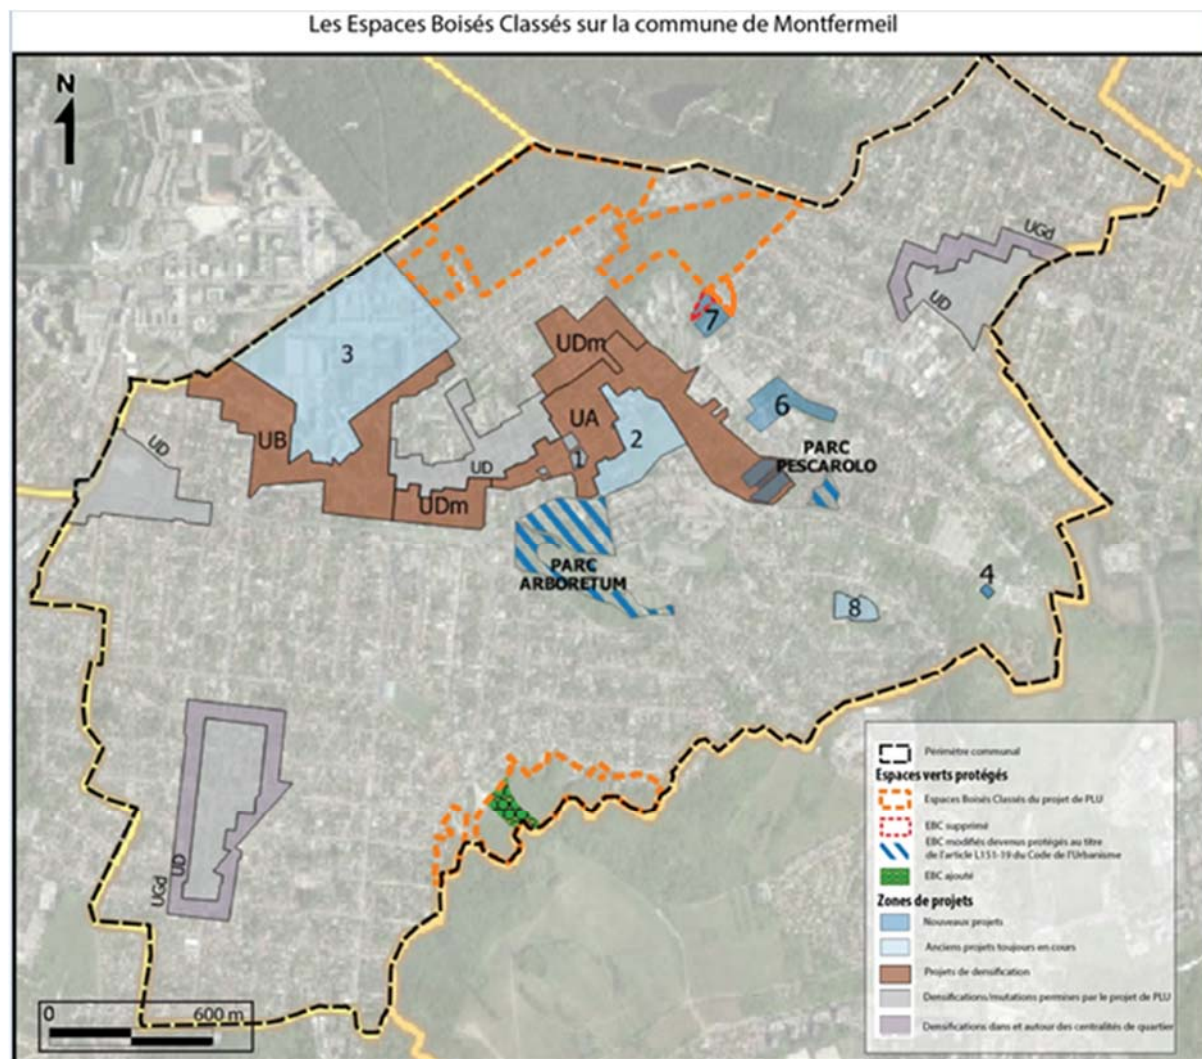 Les Espaces Boisés Classés sur la commune de Montfermeil
N
UGd
UD
7
UDm
3
6
UA
UB
2
UD
PARC
PESCAROLO
1
UD
UDm
PARC
ARBORETUM
4
8
UD
UGd
Périmètre communal
Espaces verts protégés
Espaces Boisés Classés du projet de PLU
EBC supprimé
EBC modifiés devenus protégés au titre
de l'article L151-19 du Code de l'Urbanisme
EBC ajouté
Zones de projets
Nouveaux projets
Anciens projets toujours en cours
Projets de densification
Densifications/mutations permises par le projet de PLU
Densifications dans et autour des centralités de quartier
0 600 m